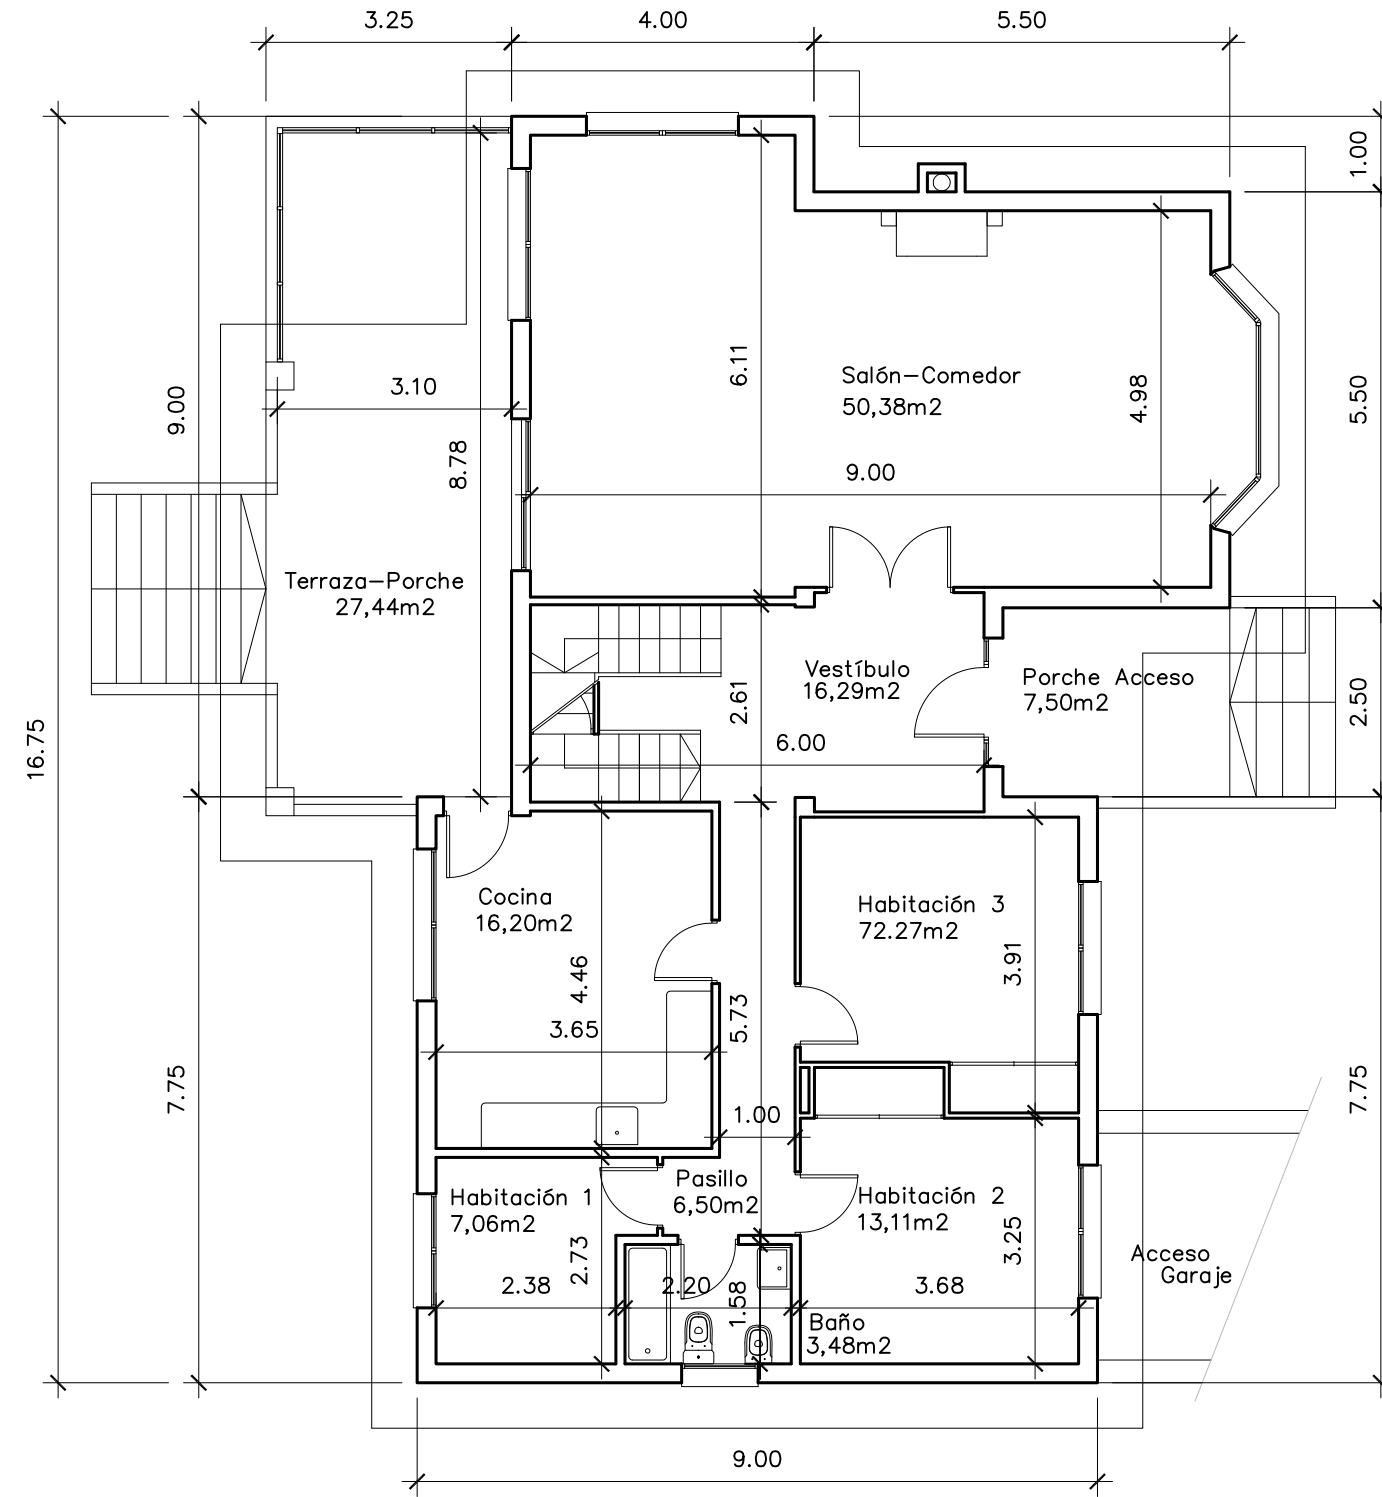 3.25
4.00
5.50
1.00
6.11
Salón-Comedor
50,38m2
4.98
5.50
3.10
9.00
8.78
9.00
Terraza-Porche
27,44m2
Vestíbulo
16,29m2
Porche Acceso
7,50m2
2.61
2.50
16.75
6.00
Cocina
16,20m2
Habitación 3
72.27m2
4.46
3.91
3.65
5.73
7.75
7.75
1.00
Pasillo
6,50m2
Habitación 1
7,06m2
Habitación 2
13,11m2
2.73
3.25
Acceso
Garaje
2.38
2.20
1.58
3.68
Baño
3,48m2
9.00